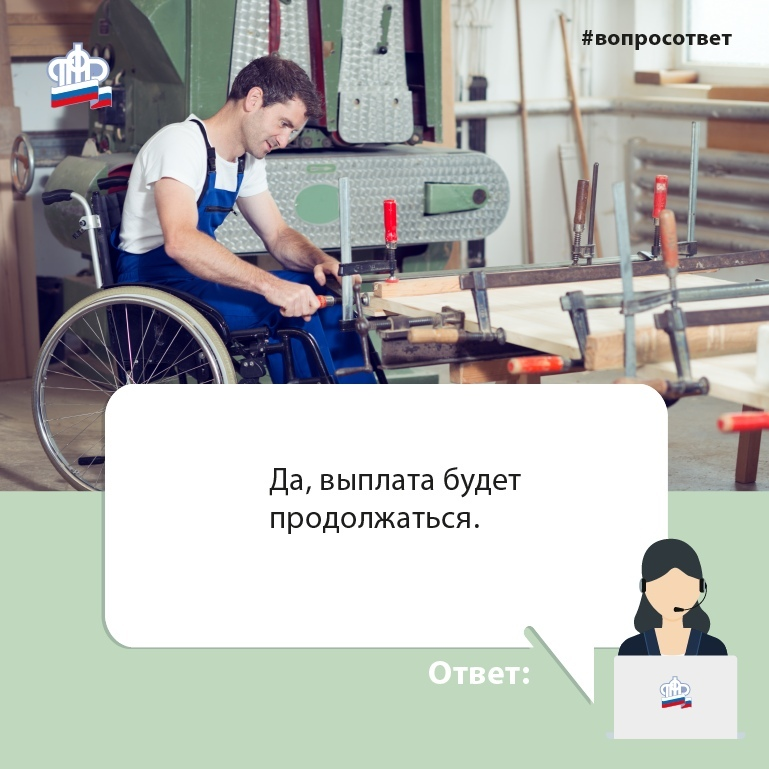 #вопросответ
Да, выплата будет
продолжаться.
Ответ: